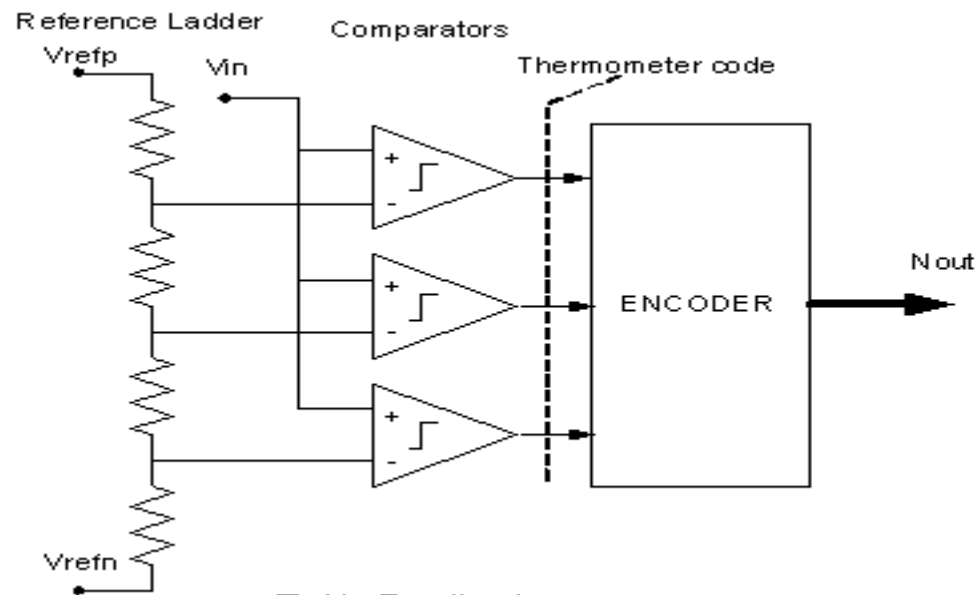 Reference Ladder
Comparators
Vrefp
Vin
Thermometer code
+
-
+
-
ENCODER
Nout
+
-
Vrefn